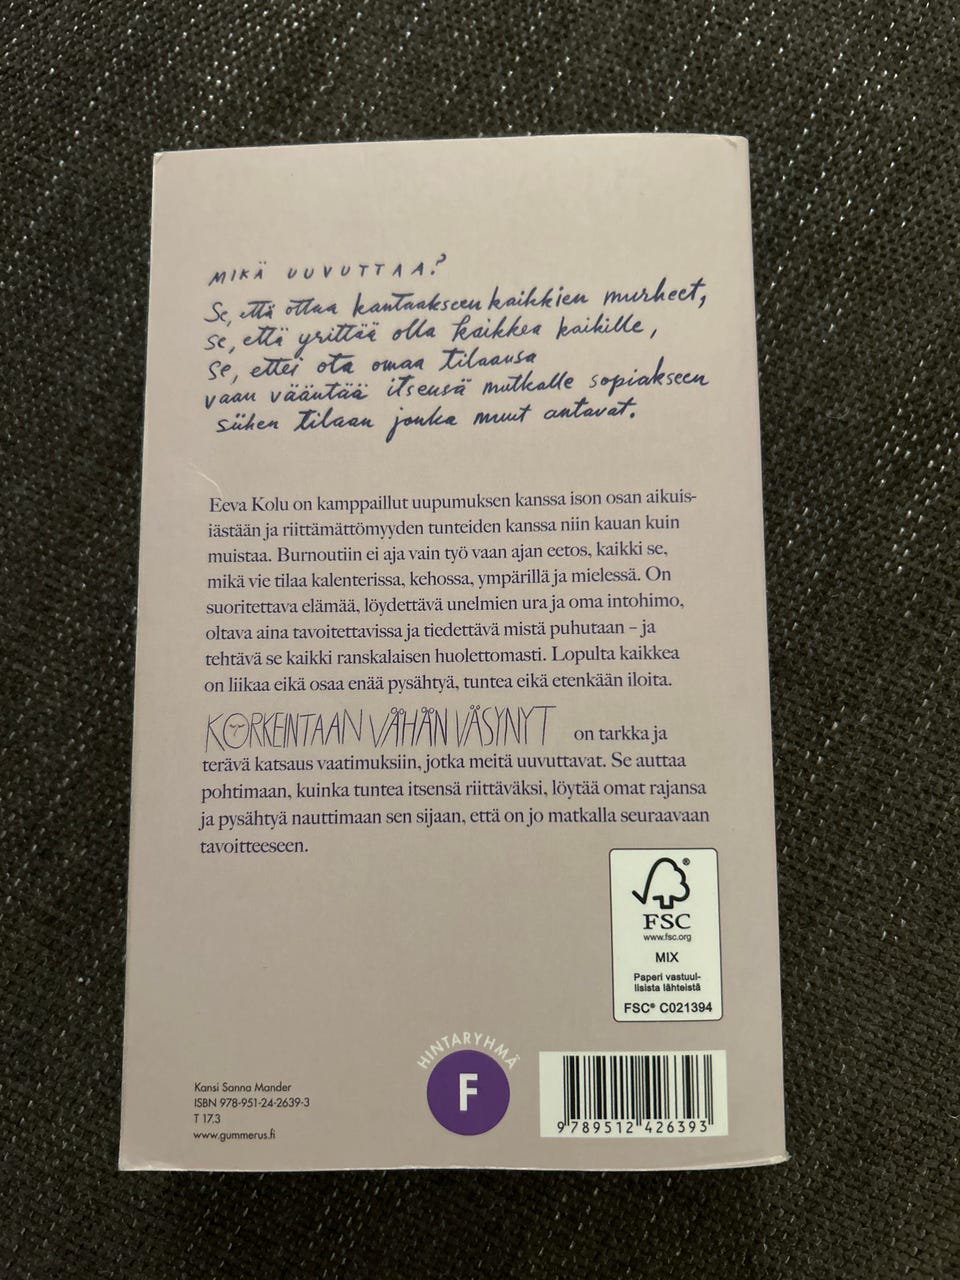 MIKÄ UUVUTTAA?
Se, että ottaa kantaakseen kaikkien murheet,
se, että yrittää olla kaikkea kaikille,
se, ettei ota omaa tilaansa
vaan vääntää itsensä mutkalle sopiakseen
siihen tilaan jonka muut antavat.
Eeva Kolu on kamppaillut uupumuksen kanssa ison osan aikuis-
iästään ja riittämättömyyden tunteiden kanssa niin kauan kuin
muistaa. Burnoutiin ei aja vain työ vaan ajan eetos, kaikki se,
mikä vie tilaa kalenterissa, kehossa, ympärillä ja mielessä. On
suoritettava elämää, löydettävä unelmien ura ja oma intohimo,
oltava aina tavoitettavissa ja tiedettävä mistä puhutaan – ja
tehtävä se kaikki ranskalaisen huolettomasti. Lopulta kaikkea
on liikaa eikä osaa enää pysähtyä, tuntea eikä etenkään iloita.
KORKEINTAAN VÄHÄN VÄSYNYT on tarkka ja
terävä katsaus vaatimuksiin, jotka meitä uuvuttavat. Se auttaa
pohtimaan, kuinka tuntea itsensä riittäväksi, löytää omat rajansa
ja pysähtyä nauttimaan sen sijaan, että on jo matkalla seuraavaan
tavoitteeseen.
FSC®
www.fsc.org
MIX
Paperi vastuul-
lisista lähteistä
FSC® C021394
HINTARYHMÄ
F
Kansi Sanna Mander
ISBN 978-951-24-2639-3
T 17.3
www.gummerus.fi
9 789512 426393